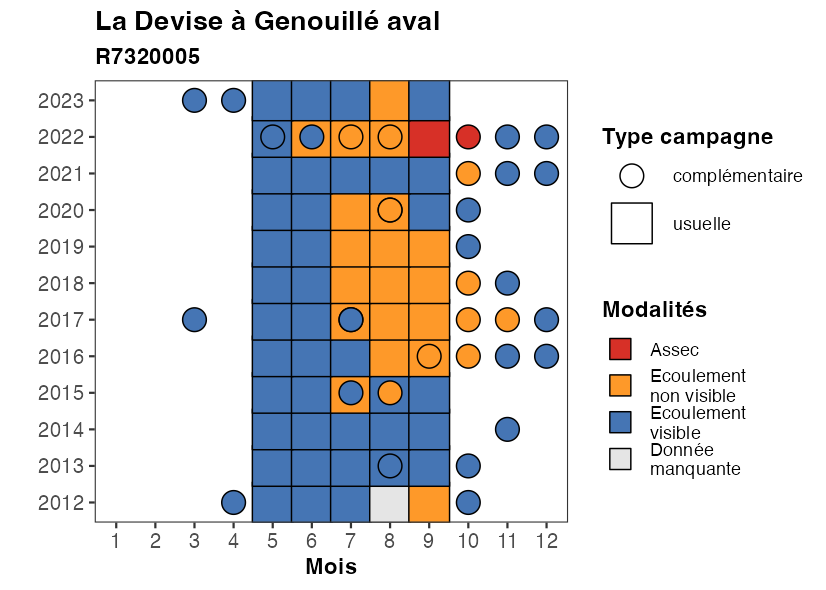 La Devise à Genouillé aval
R7320005
2023
2022
2021
2020
2019
2018
2017
2016
2015
2014
2013
2012
1 2 3 4 5 6 7 8 9 10 11 12
Mois
Type campagne
complémentaire
usuelle
Modalités
Assec
Ecoulement
non visible
Ecoulement
visible
Donnée
manquante